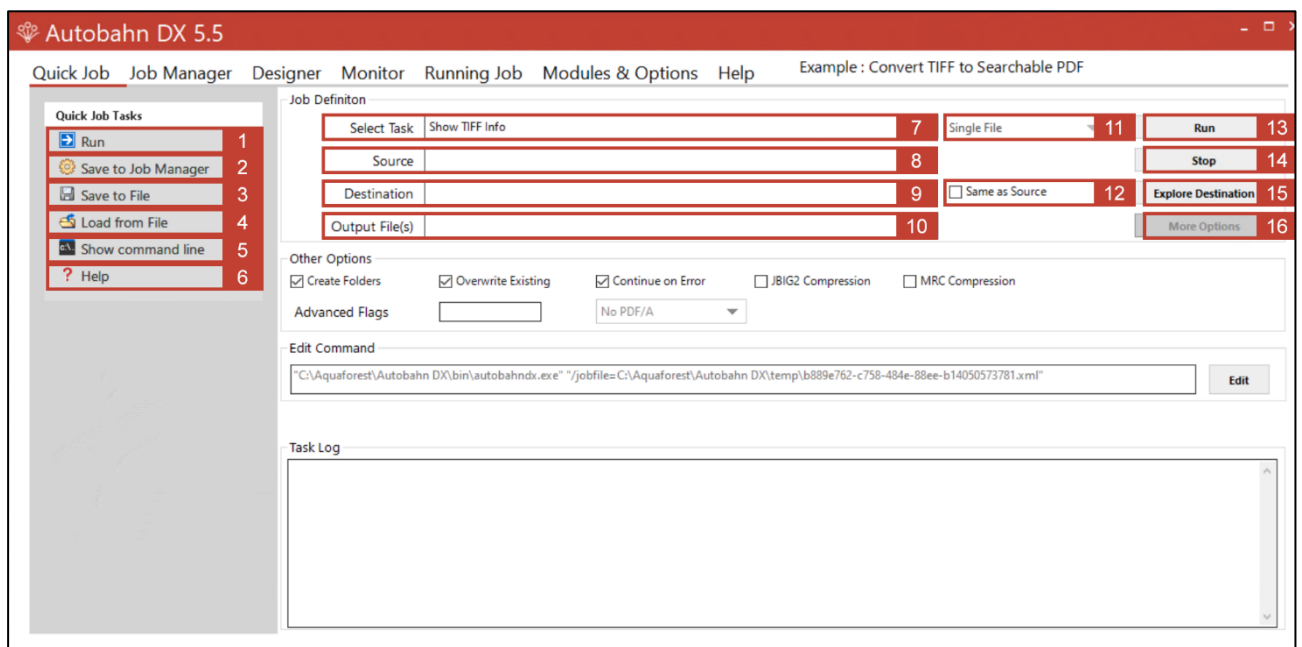 Autobahn DX 5.5
Quick Job Job Manager Designer Monitor Running Job Modules & Options Help Example : Convert TIFF to Searchable PDF
Quick Job Tasks
Run 1
Save to Job Manager 2
Save to File 3
Load from File 4
Show command line 5
Help 6
Job Definiton
Select Task Show TIFF Info 7 Single File 11 Run 13
Source 8 Stop 14
Destination 9 Same as Source 12 Explore Destination 15
Output File(s) 10 More Options 16
Other Options
Create Folders Overwrite Existing Continue on Error JBIG2 Compression MRC Compression
Advanced Flags No PDF/A
Edit Command
"C:\Aquaforest\Autobahn DX\bin\autobahndx.exe" "/jobfile=C:\Aquaforest\Autobahn DX\temp\b889e762-c758-484e-88ee-b14050573781.xml" Edit
Task Log